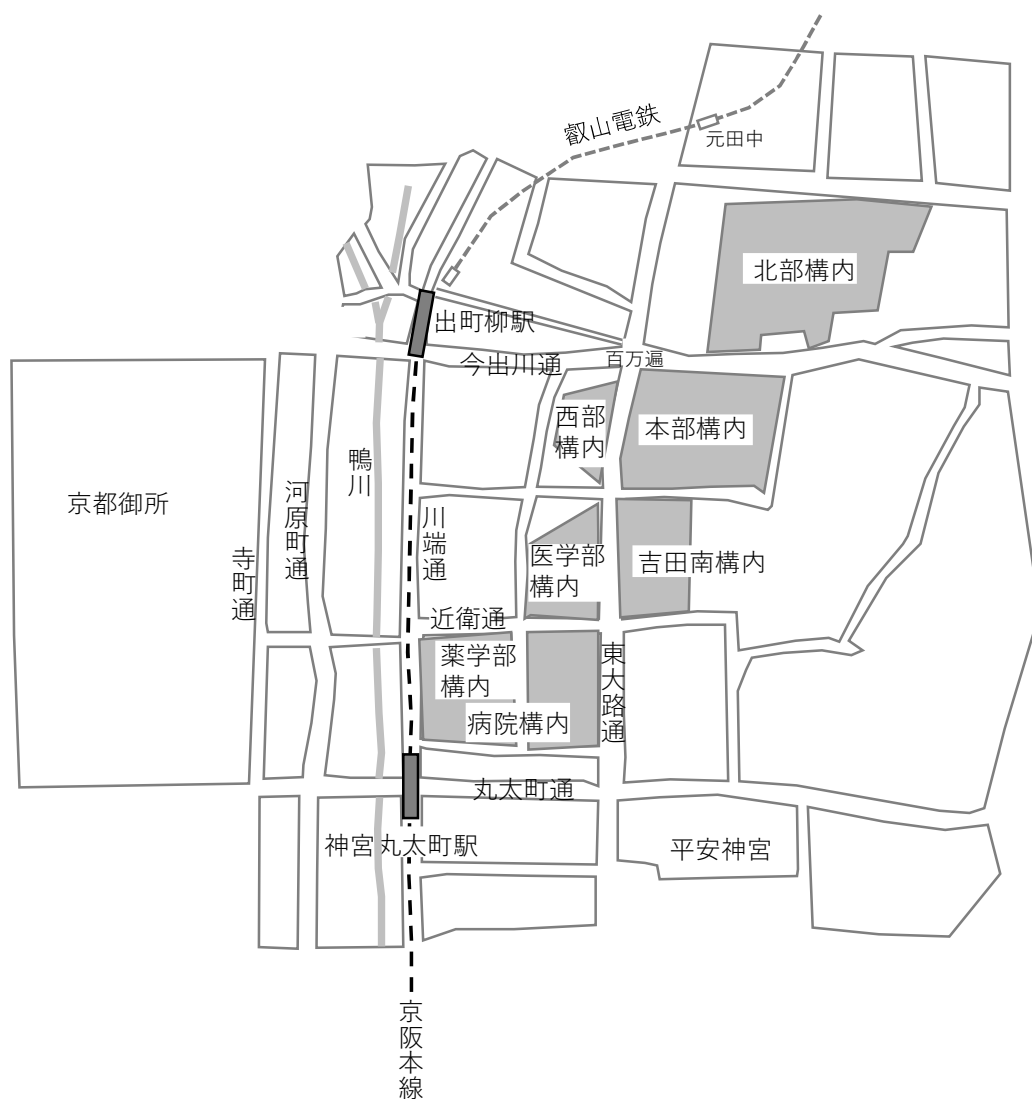 叡山電鉄
元田中
北部構内
出町柳駅
今出川通
百万遍
西部
構内
本部構内
鴨川
京都御所
河原町通
川端通
寺町通
医学部
構内
吉田南構内
近衛通
薬学部
構内
東大路通
病院構内
丸太町通
神宮丸太町駅
平安神宮
京阪本線